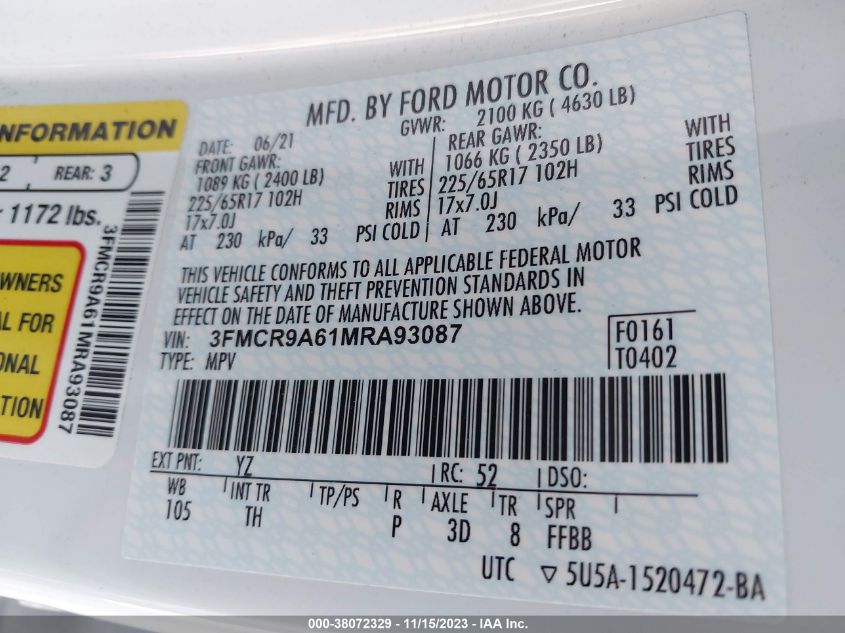 NFORMATION
2 REAR: 3
r 1172 lbs.
3FMCR9A61MRA93087
WNERS
AL FOR
ONAL
TION
MFD. BY FORD MOTOR CO.
DATE: 06/21 GVWR: 2100 KG ( 4630 LB)
FRONT GAWR:
1089 KG ( 2400 LB) WITH
225/65R17 102H TIRES
17x7.0J RIMS
AT 230 kPa/ 33 PSI COLD
REAR GAWR:
1066 KG ( 2350 LB) WITH
225/65R17 102H TIRES
17x7.0J RIMS
AT 230 kPa/ 33 PSI COLD
THIS VEHICLE CONFORMS TO ALL APPLICABLE FEDERAL MOTOR
VEHICLE SAFETY AND THEFT PREVENTION STANDARDS IN
EFFECT ON THE DATE OF MANUFACTURE SHOWN ABOVE.
VIN: 3FMCR9A61MRA93087 F0161
TYPE: MPV T0402
EXT PNT: YZ RC: 52 DSO:
WB INT TR TP/PS R AXLE TR SPR
105 TH P 3D 8 FFBB
UTC ▽ 5U5A-1520472-BA
000-38072329 - 11/15/2023 - IAA Inc.